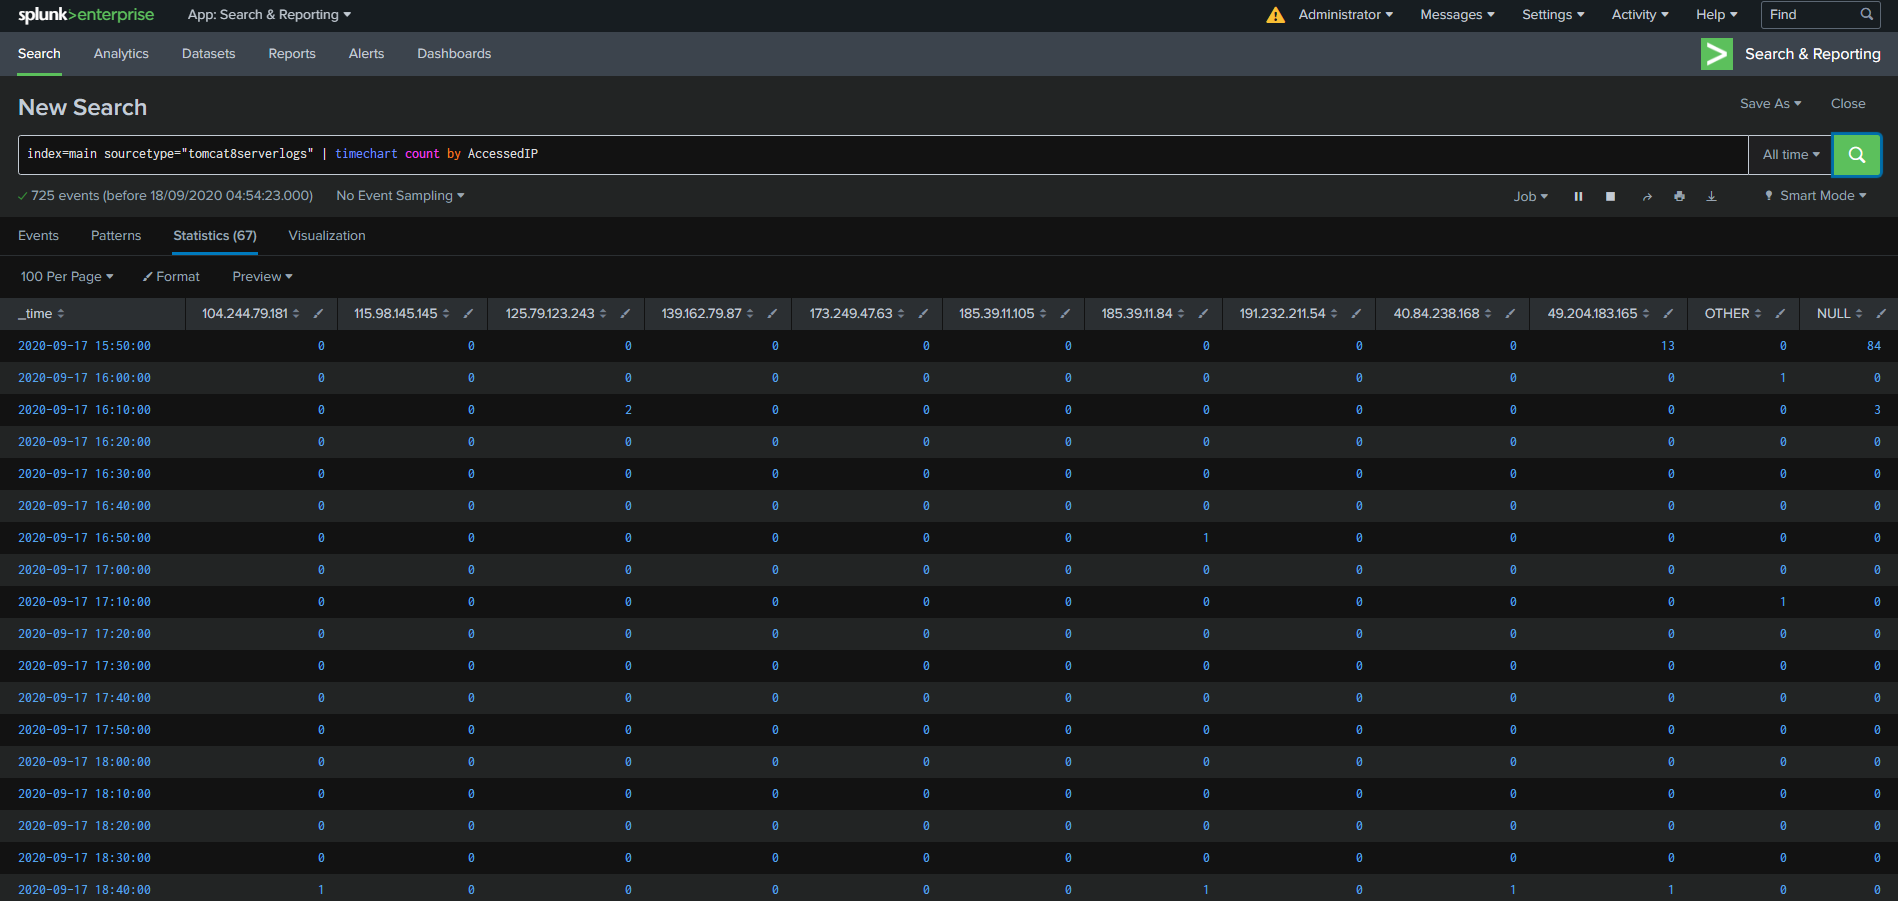 splunk>enterprise App: Search & Reporting Administrator Messages Settings Activity Help Find
Search Analytics Datasets Reports Alerts Dashboards Search & Reporting
New Search Save As Close
index=main sourcetype="tomcat8serverlogs" | timechart count by AccessedIP All time
725 events (before 18/09/2020 04:54:23.000) No Event Sampling Job Smart Mode
Events Patterns Statistics (67) Visualization
100 Per Page Format Preview
_time 104.244.79.181 115.98.145.145 125.79.123.243 139.162.79.87 173.249.47.63 185.39.11.105 185.39.11.84 191.232.211.54 40.84.238.168 49.204.183.165 OTHER NULL
2020-09-17 15:50:00 0 0 0 0 0 0 0 0 0 13 0 84
2020-09-17 16:00:00 0 0 0 0 0 0 0 0 0 0 1 0
2020-09-17 16:10:00 0 0 2 0 0 0 0 0 0 0 0 3
2020-09-17 16:20:00 0 0 0 0 0 0 0 0 0 0 0 0
2020-09-17 16:30:00 0 0 0 0 0 0 0 0 0 0 0 0
2020-09-17 16:40:00 0 0 0 0 0 0 0 0 0 0 0 0
2020-09-17 16:50:00 0 0 0 0 0 0 1 0 0 0 0 0
2020-09-17 17:00:00 0 0 0 0 0 0 0 0 0 0 0 0
2020-09-17 17:10:00 0 0 0 0 0 0 0 0 0 0 1 0
2020-09-17 17:20:00 0 0 0 0 0 0 0 0 0 0 0 0
2020-09-17 17:30:00 0 0 0 0 0 0 0 0 0 0 0 0
2020-09-17 17:40:00 0 0 0 0 0 0 0 0 0 0 0 0
2020-09-17 17:50:00 0 0 0 0 0 0 0 0 0 0 0 0
2020-09-17 18:00:00 0 0 0 0 0 0 0 0 0 0 0 0
2020-09-17 18:10:00 0 0 0 0 0 0 0 0 0 0 0 0
2020-09-17 18:20:00 0 0 0 0 0 0 0 0 0 0 0 0
2020-09-17 18:30:00 0 0 0 0 0 0 0 0 0 0 0 0
2020-09-17 18:40:00 1 0 0 0 0 0 1 0 1 1 0 0